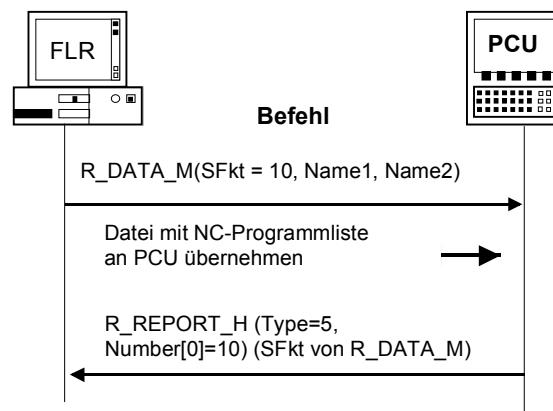 FLR
PCU
Befehl
R_DATA_M(SFkt = 10, Name1, Name2)
Datei mit NC-Programmliste
an PCU übernehmen
R_REPORT_H (Type=5,
Number[0]=10) (SFkt von R_DATA_M)